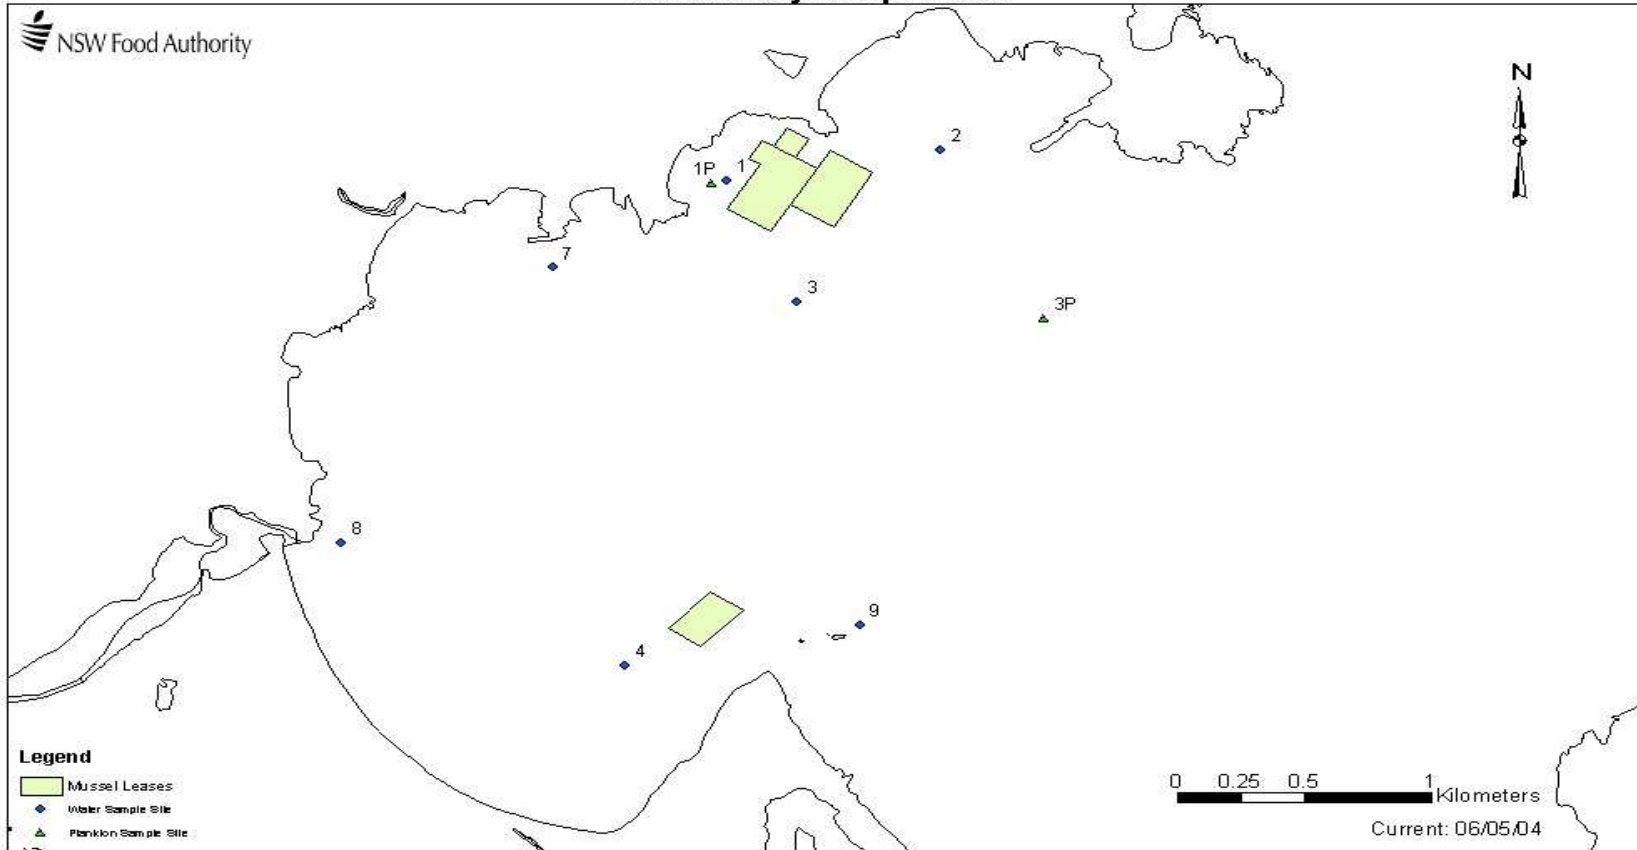 NSW Food Authority
N
2
1P 1
7
3
3P
8
9
4
Legend
Mussel Leases
Water Sample Site
Plankton Sample Site
0 0.25 0.5 1
Kilometers
Current: 06/05/04